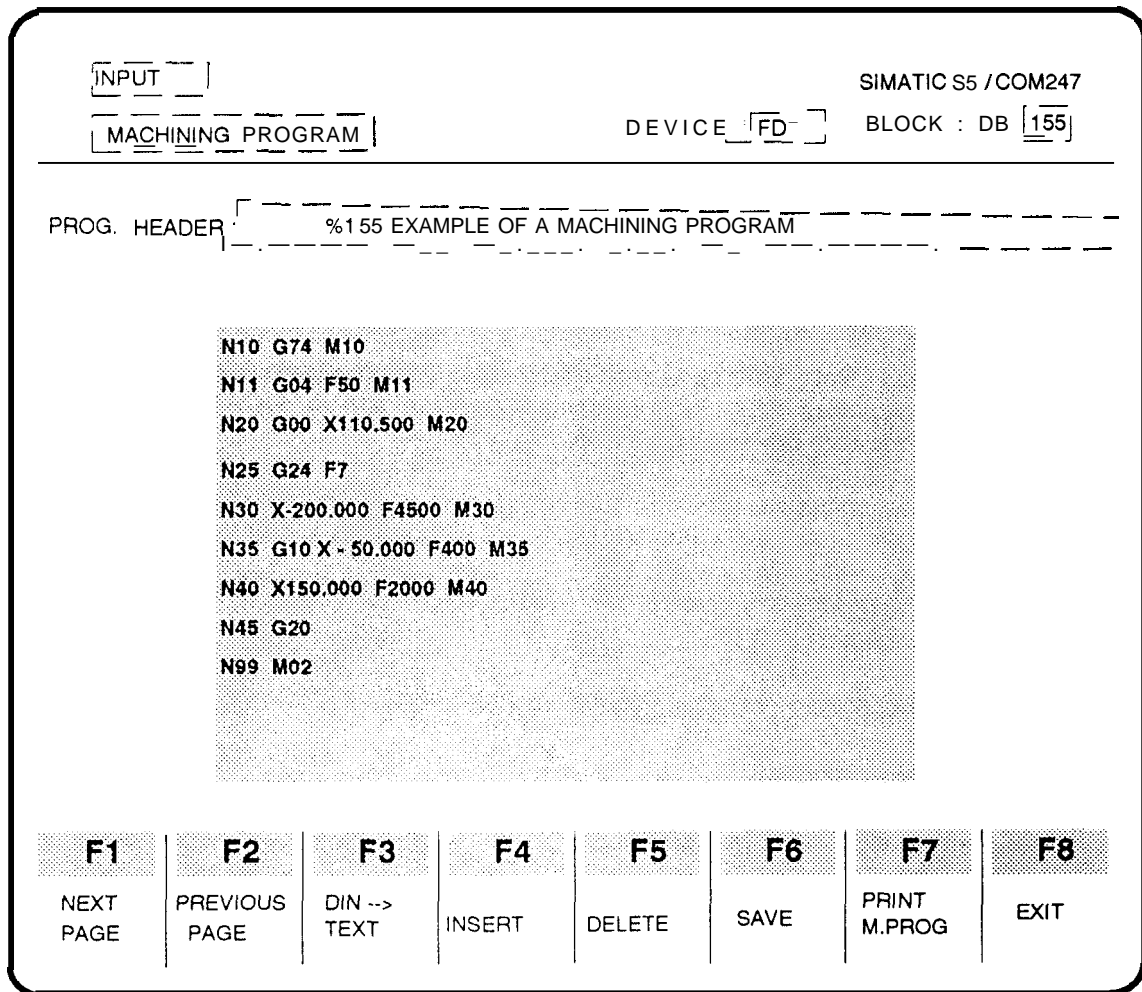 INPUT
SIMATIC S5 / COM247
MACHINING PROGRAM
DEVICE FD
BLOCK : DB 155
PROG. HEADER
%155 EXAMPLE OF A MACHINING PROGRAM
N10 G74 M10
N11 G04 F50 M11
N20 G00 X110.500 M20
N25 G24 F7
N30 X-200.000 F4500 M30
N35 G10 X - 50.000 F400 M35
N40 X150.000 F2000 M40
N45 G20
N99 M02
F1 F2 F3 F4 F5 F6 F7 F8
NEXT PAGE
PREVIOUS PAGE
DIN --> TEXT
INSERT
DELETE
SAVE
PRINT M.PROG
EXIT